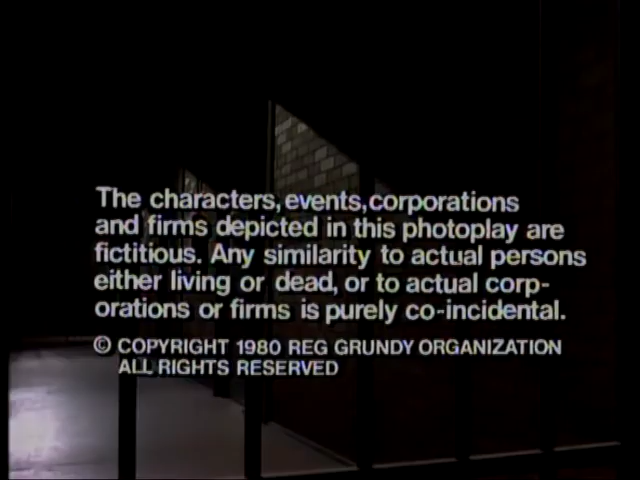 The characters, events, corporations
and firms depicted in this photoplay are
fictitious. Any similarity to actual persons
either living or dead, or to actual corp-
orations or firms is purely co-incidental.
© COPYRIGHT 1980 REG GRUNDY ORGANIZATION
ALL RIGHTS RESERVED